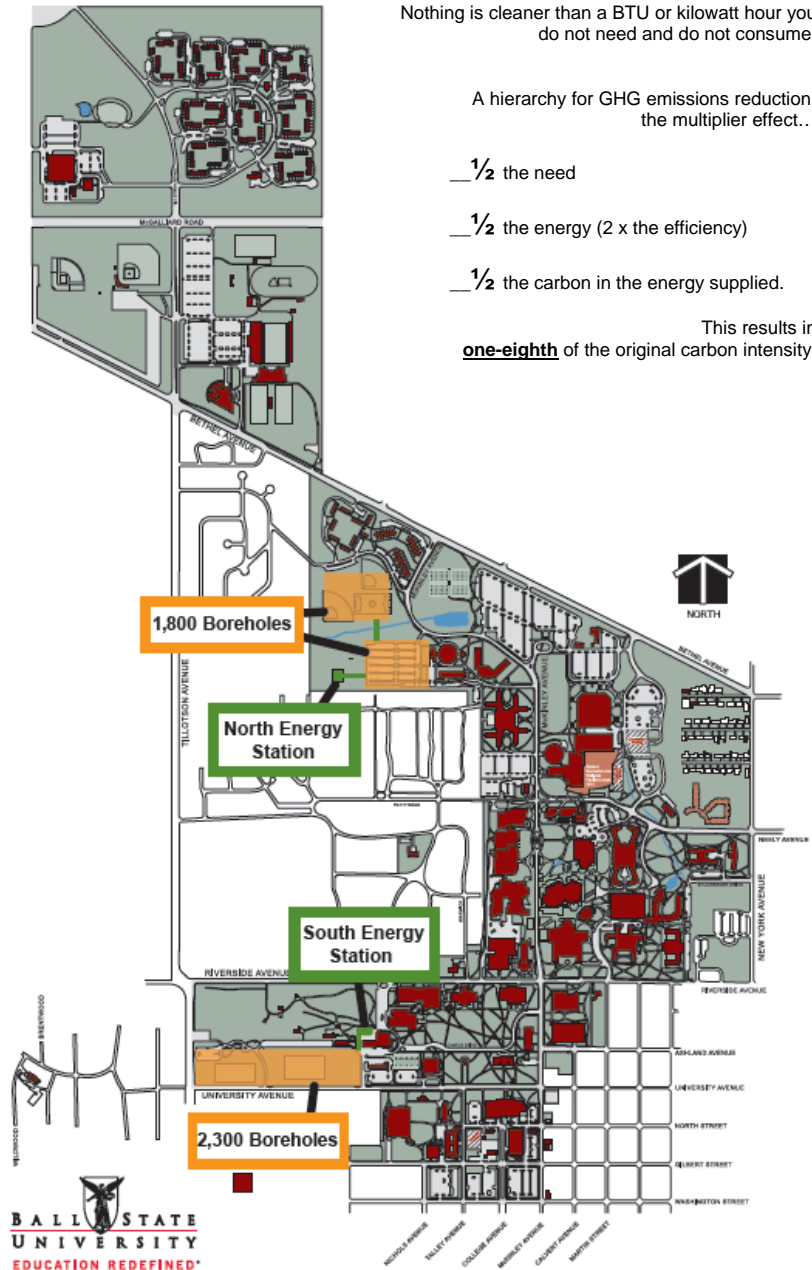 Nothing is cleaner than a BTU or kilowatt hour you
do not need and do not consume
A hierarchy for GHG emissions reduction
the multiplier effect..
__½ the need
__½ the energy (2 x the efficiency)
__½ the carbon in the energy supplied.
This results in
one-eighth of the original carbon intensity
McGALLIARD ROAD
BETHEL AVENUE
NORTH
1,800 Boreholes
BETHEL AVENUE
TILLOTSON AVENUE
McKINLEY AVENUE
North Energy
Station
NEELY AVENUE
NEW YORK AVENUE
South Energy
Station
RIVERSIDE AVENUE
RIVERSIDE AVENUE
BRENTWOOD
ASHLAND AVENUE
UNIVERSITY AVENUE
UNIVERSITY AVENUE
WILDWOOD
2,300 Boreholes
NORTH STREET
GILBERT STREET
WASHINGTON STREET
NICHOLS AVENUE
TALLEY AVENUE
COLLEGE AVENUE
McKINLEY AVENUE
CALVERT AVENUE
MARTIN STREET
BALL STATE
UNIVERSITY
EDUCATION REDEFINED